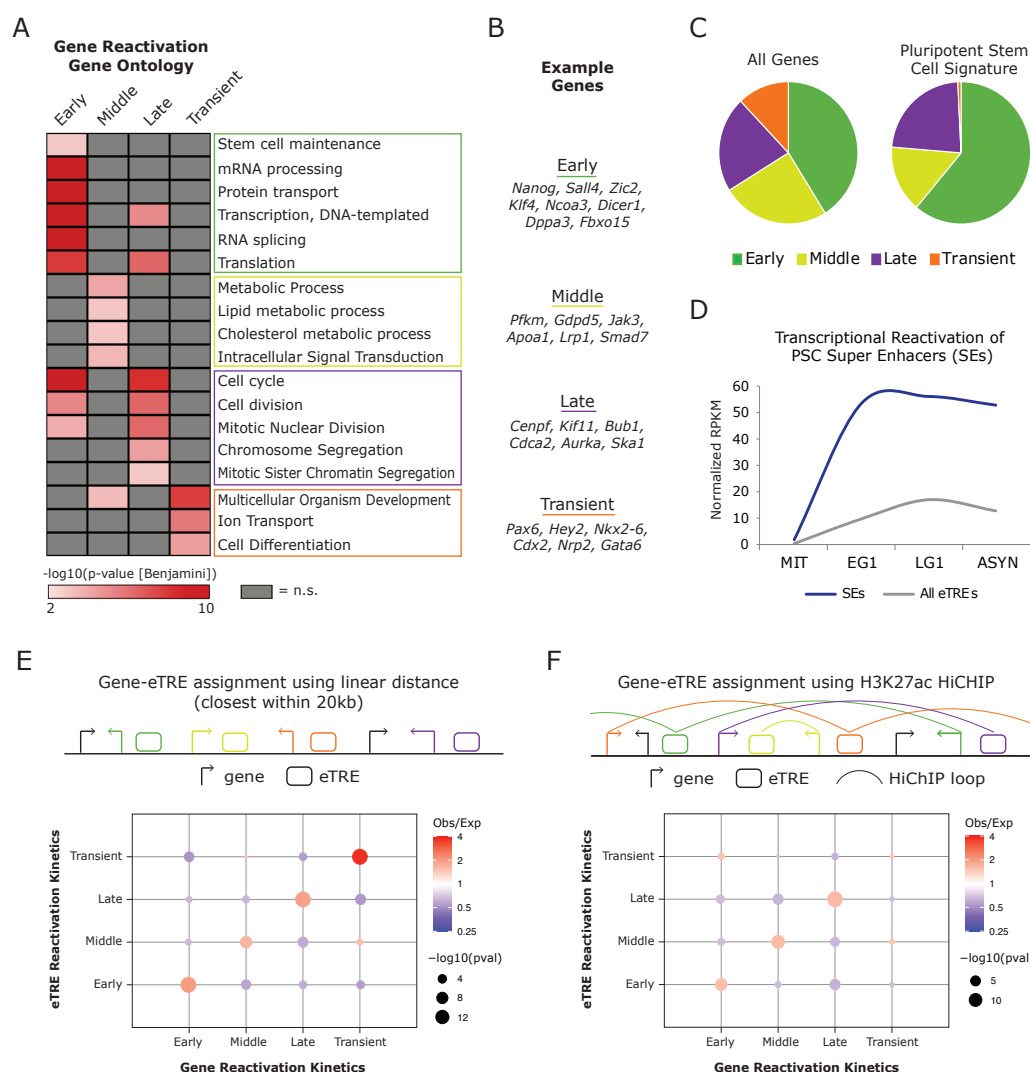 A
Gene Reactivation
Gene Ontology
Early
Middle
Late
Transient
Stem cell maintenance
mRNA processing
Protein transport
Transcription, DNA-templated
RNA splicing
Translation
Metabolic Process
Lipid metabolic process
Cholesterol metabolic process
Intracellular Signal Transduction
Cell cycle
Cell division
Mitotic Nuclear Division
Chromosome Segregation
Mitotic Sister Chromatin Segregation
Multicellular Organism Development
Ion Transport
Cell Differentiation
-log10(p-value [Benjamini])
2 10
= n.s.
B
Example
Genes
Early
Nanog, Sall4, Zic2,
Klf4, Ncoa3, Dicer1,
Dppa3, Fbxo15
Middle
Pfkm, Gdpd5, Jak3,
Apoa1, Lrp1, Smad7
Late
Cenpf, Kif11, Bub1,
Cdca2, Aurka, Ska1
Transient
Pax6, Hey2, Nkx2-6,
Cdx2, Nrp2, Gata6
C
All Genes
Pluripotent Stem
Cell Signature
Early Middle Late Transient
D
Transcriptional Reactivation of
PSC Super Enhacers (SEs)
Normalized RPKM
60
50
40
30
20
10
0
MIT EG1 LG1 ASYN
SEs All eTREs
E
Gene-eTRE assignment using linear distance
(closest within 20kb)
gene eTRE
eTRE Reactivation Kinetics
Transient
Late
Middle
Early
Early Middle Late Transient
Gene Reactivation Kinetics
Obs/Exp
4
2
1
0.5
0.25
−log10(pval)
4
8
12
F
Gene-eTRE assignment using H3K27ac HiCHIP
gene eTRE HiChIP loop
eTRE Reactivation Kinetics
Transient
Late
Middle
Early
Early Middle Late Transient
Gene Reactivation Kinetics
Obs/Exp
4
2
1
0.5
0.25
−log10(pval)
5
10